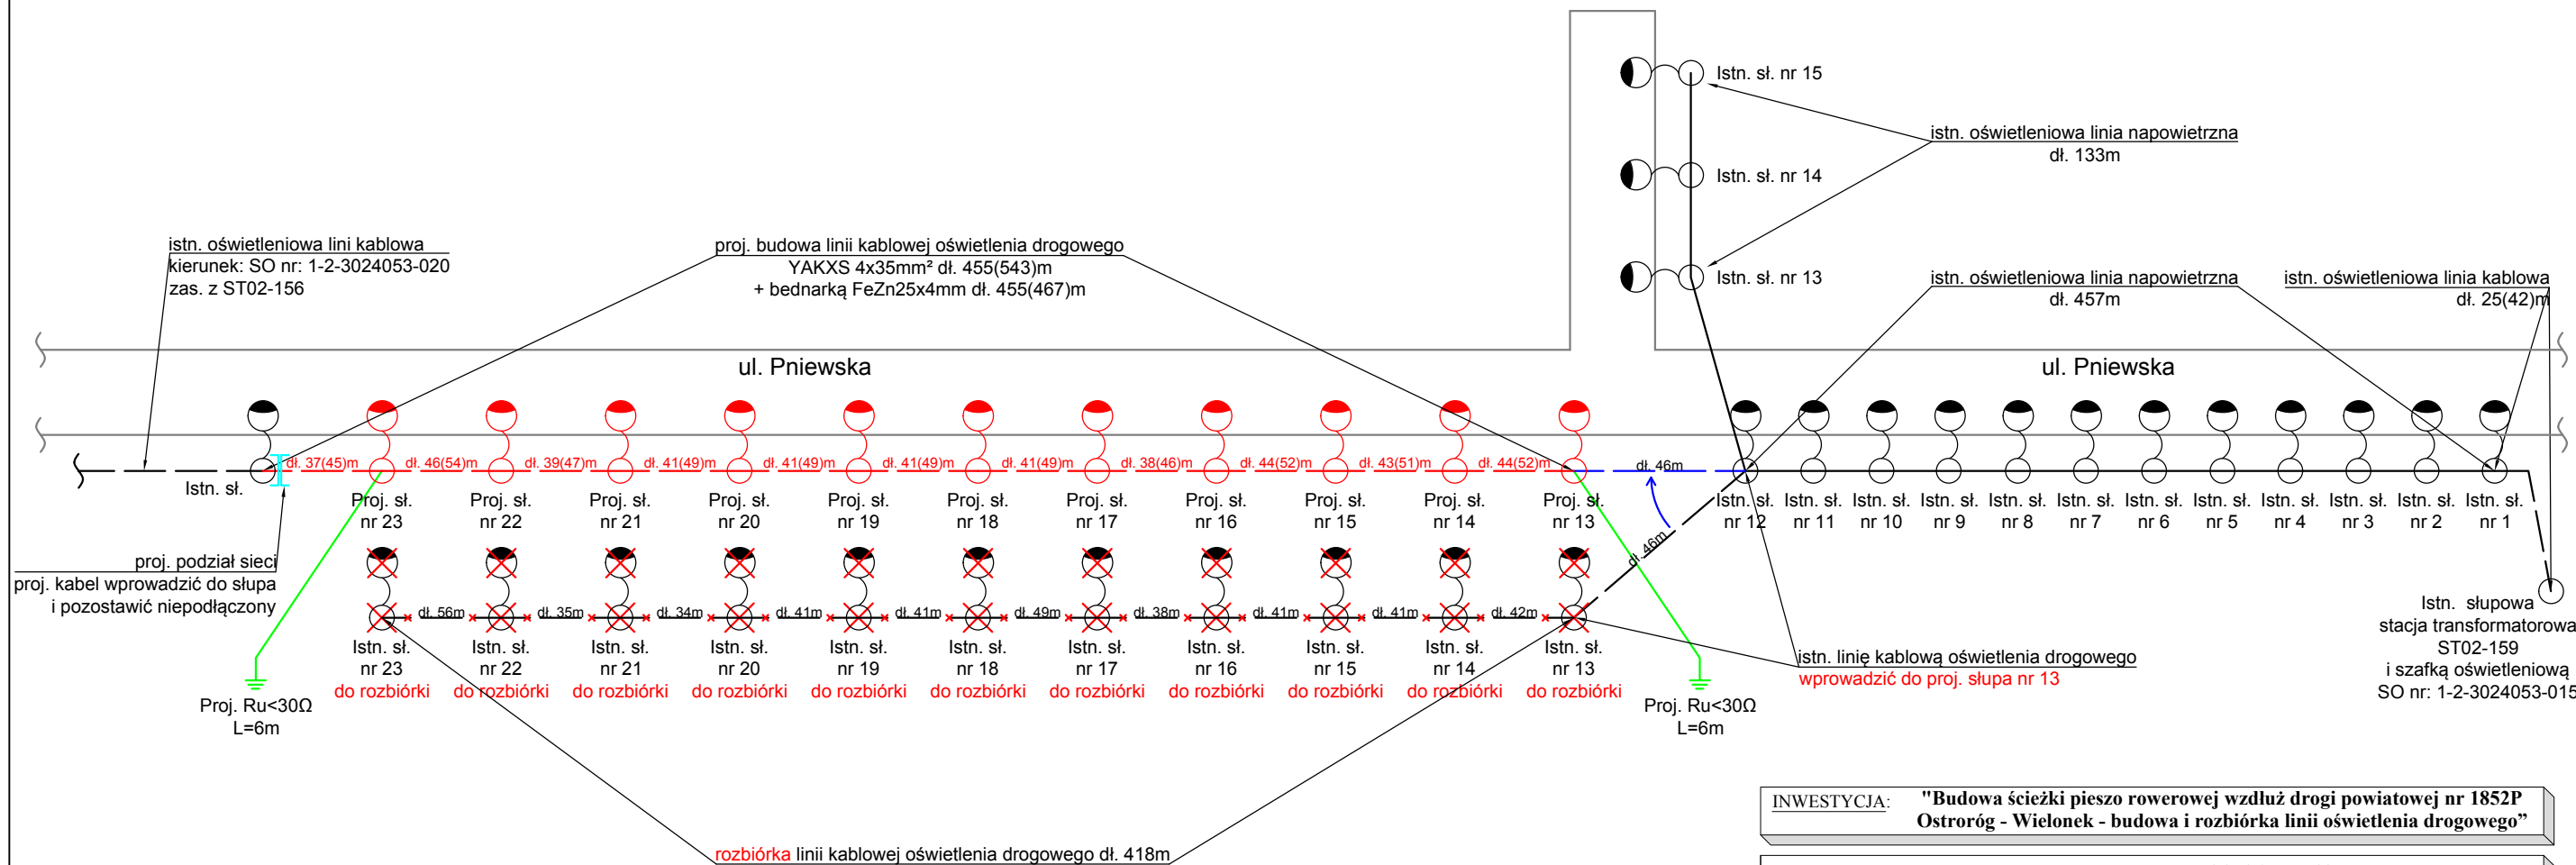 Istn. sł. nr 15
istn. oświetleniowa linia napowietrzna
dł. 133m
Istn. sł. nr 14
istn. oświetleniowa lini kablowa
kierunek: SO nr: 1-2-3024053-020
zas. z ST02-156
proj. budowa linii kablowej oświetlenia drogowego
YAKXS 4x35mm² dł. 455(543)m
+ bednarką FeZn25x4mm dł. 455(467)m
Istn. sł. nr 13
istn. oświetleniowa linia napowietrzna
dł. 457m
istn. oświetleniowa linia kablowa
dł. 25(42)m
ul. Pniewska
ul. Pniewska
dł. 37(45)m dł. 46(54)m dł. 39(47)m dł. 41(49)m dł. 41(49)m dł. 41(49)m dł. 41(49)m dł. 38(46)m dł. 44(52)m dł. 43(51)m dł. 44(52)m dł. 46m
Istn. sł.
Proj. sł. Proj. sł. Proj. sł. Proj. sł. Proj. sł. Proj. sł. Proj. sł. Proj. sł. Proj. sł. Proj. sł. Proj. sł. Istn. sł. Istn. sł. Istn. sł. Istn. sł. Istn. sł. Istn. sł. Istn. sł. Istn. sł. Istn. sł. Istn. sł. Istn. sł. Istn. sł.
nr 23 nr 22 nr 21 nr 20 nr 19 nr 18 nr 17 nr 16 nr 15 nr 14 nr 13 nr 12 nr 11 nr 10 nr 9 nr 8 nr 7 nr 6 nr 5 nr 4 nr 3 nr 2 nr 1
dł. 46m
proj. podział sieci
proj. kabel wprowadzić do słupa
i pozostawić niepodłączony
dł. 56m dł. 35m dł. 34m dł. 41m dł. 41m dł. 49m dł. 38m dł. 41m dł. 41m dł. 42m
Istn. sł. Istn. sł. Istn. sł. Istn. sł. Istn. sł. Istn. sł. Istn. sł. Istn. sł. Istn. sł. Istn. sł. Istn. sł.
nr 23 nr 22 nr 21 nr 20 nr 19 nr 18 nr 17 nr 16 nr 15 nr 14 nr 13
do rozbiórki do rozbiórki do rozbiórki do rozbiórki do rozbiórki do rozbiórki do rozbiórki do rozbiórki do rozbiórki do rozbiórki do rozbiórki
Istn. słupowa
stacja transformatorowa
ST02-159
i szafką oświetleniową
SO nr: 1-2-3024053-015
istn. linię kablową oświetlenia drogowego
wprowadzić do proj. słupa nr 13
Proj. Ru<30Ω
L=6m
Proj. Ru<30Ω
L=6m
INWESTYCJA: "Budowa ścieżki pieszo rowerowej wzdłuż drogi powiatowej nr 1852P
Ostroróg - Wielonek - budowa i rozbiórka linii oświetlenia drogowego”
rozbiórka linii kablowej oświetlenia drogowego dł. 418m